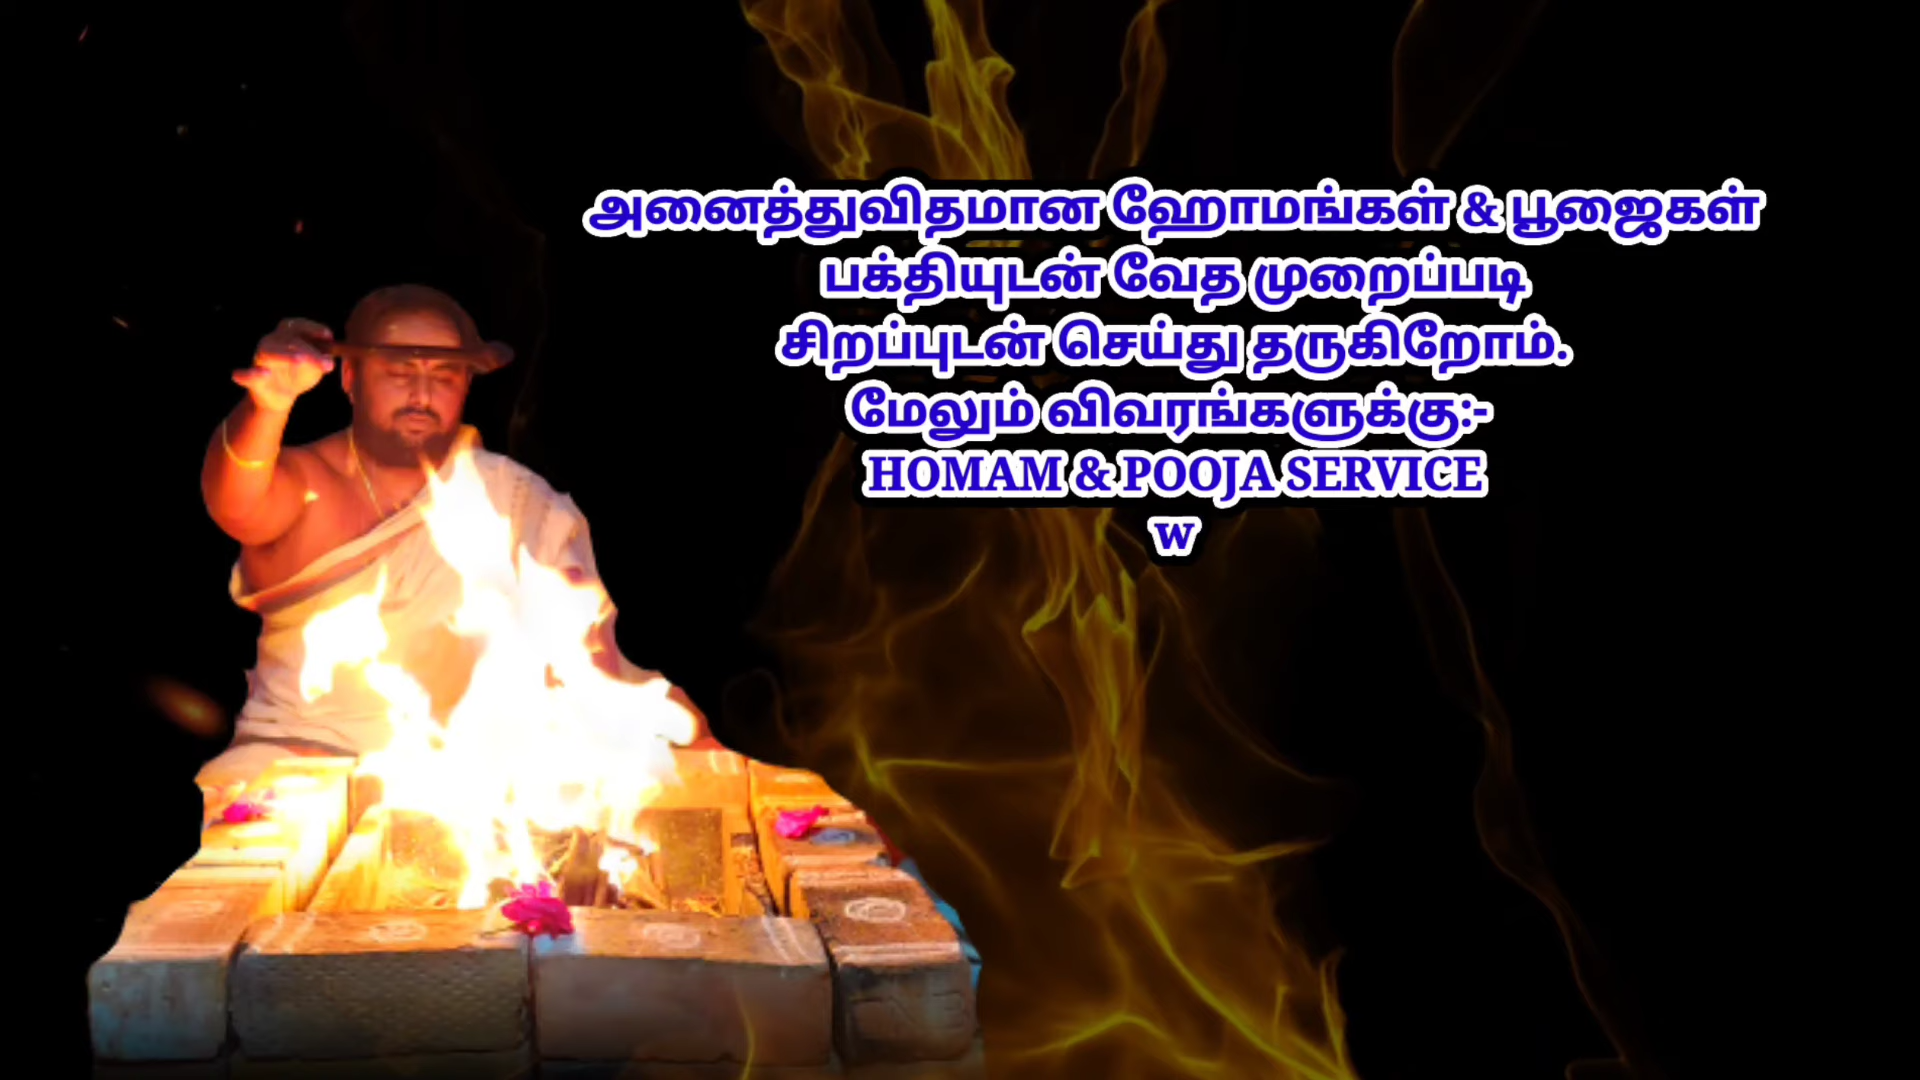 அனைத்துவிதமான ஹோமங்கள் & பூஜைகள்
பக்தியுடன் வேத முறைப்படி
சிறப்புடன் செய்து தருகிறோம்.
மேலும் விவரங்களுக்கு:-
HOMAM & POOJA SERVICE
w